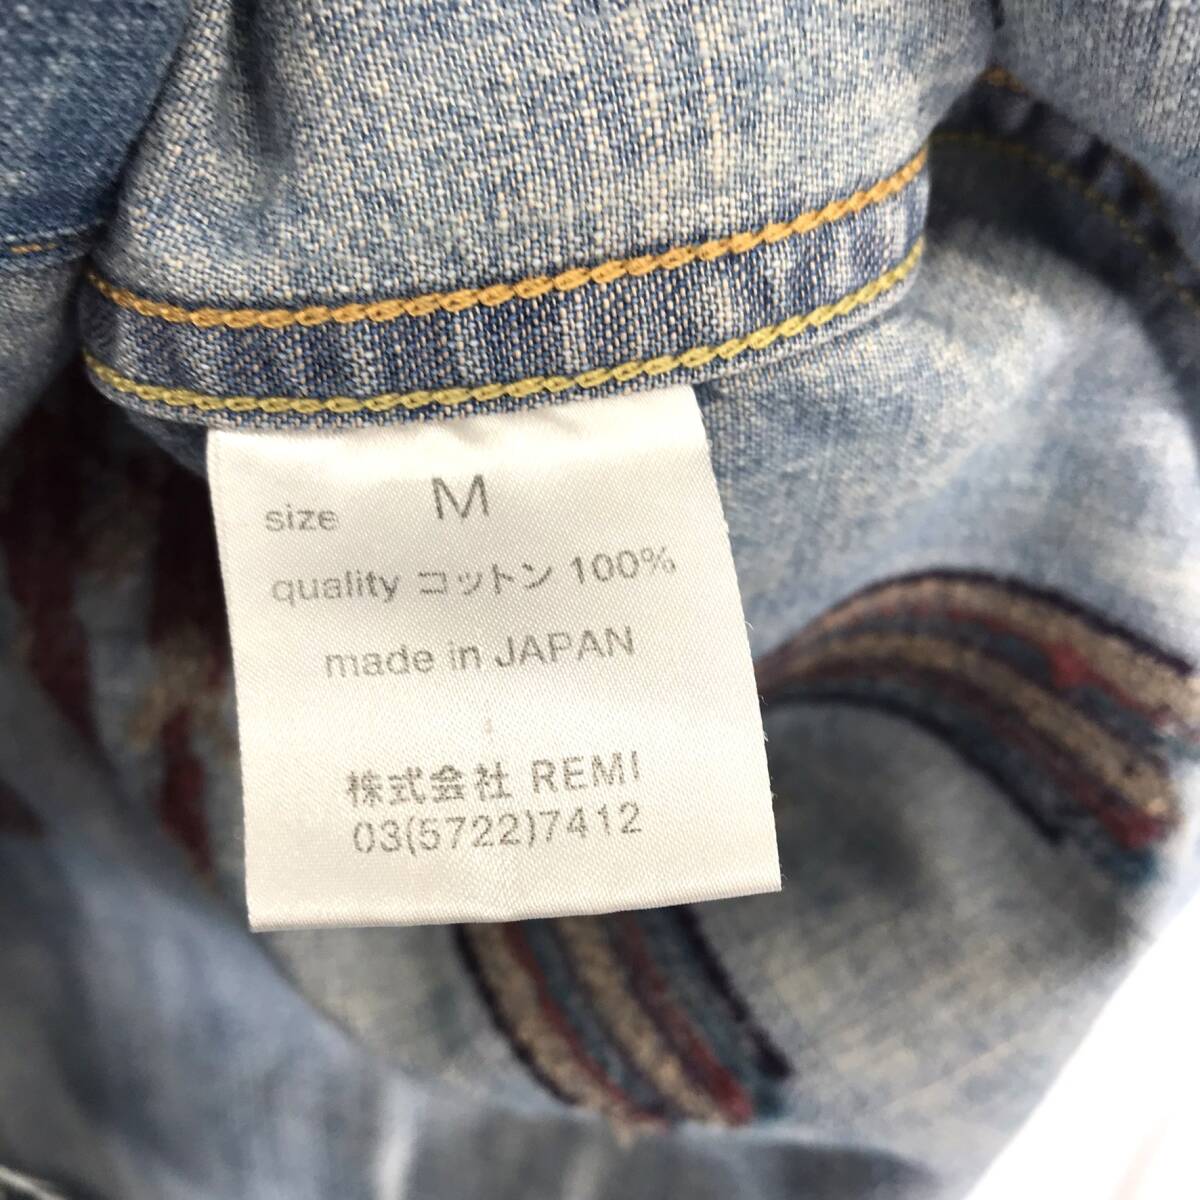 size M
quality コットン 100%
made in JAPAN
株式会社 REMI
03(5722)7412